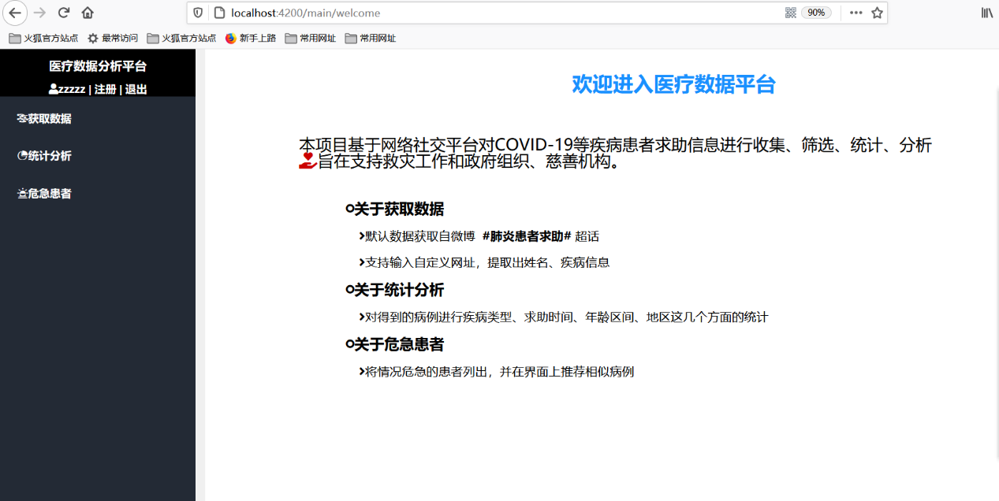 localhost:4200/main/welcome
90%
火狐官方站点 最常访问 火狐官方站点 新手上路 常用网址 常用网址
医疗数据分析平台
zzzzz | 注册 | 退出
获取数据
统计分析
危急患者
欢迎进入医疗数据平台
本项目基于网络社交平台对COVID-19等疾病患者求助信息进行收集、筛选、统计、分析
旨在支持救灾工作和政府组织、慈善机构。
关于获取数据
默认数据获取自微博 #肺炎患者求助# 超话
支持输入自定义网址，提取出姓名、疾病信息
关于统计分析
对得到的病例进行疾病类型、求助时间、年龄区间、地区这几个方面的统计
关于危急患者
将情况危急的患者列出，并在界面上推荐相似病例